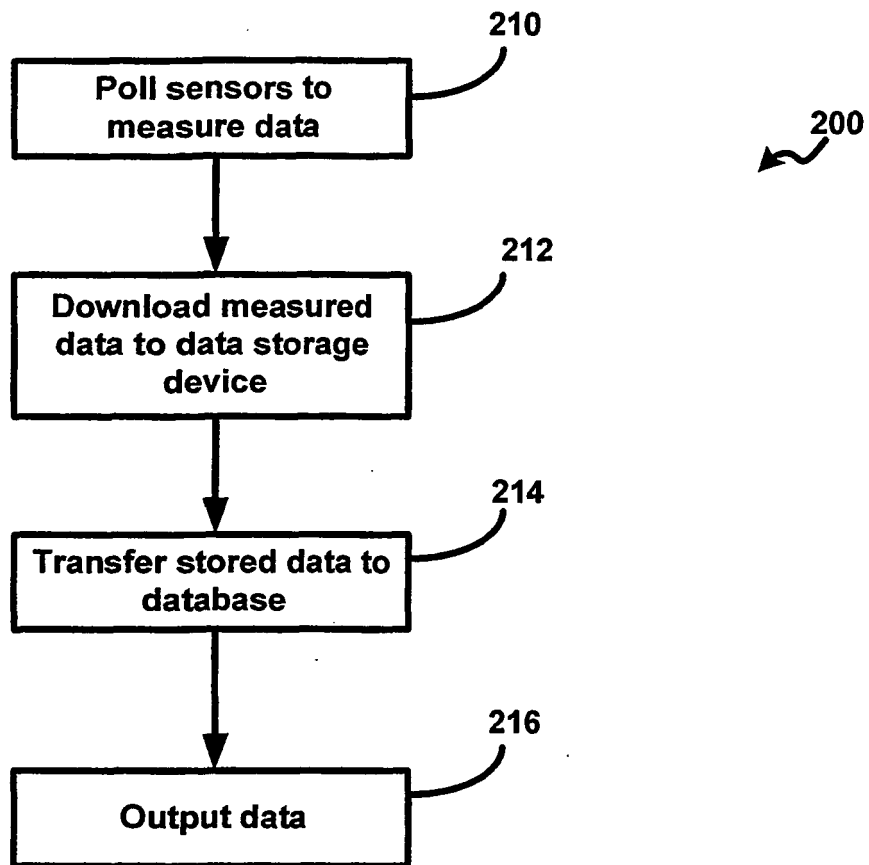 210
Poll sensors to
measure data
200
212
Download measured
data to data storage
device
214
Transfer stored data to
database
216
Output data